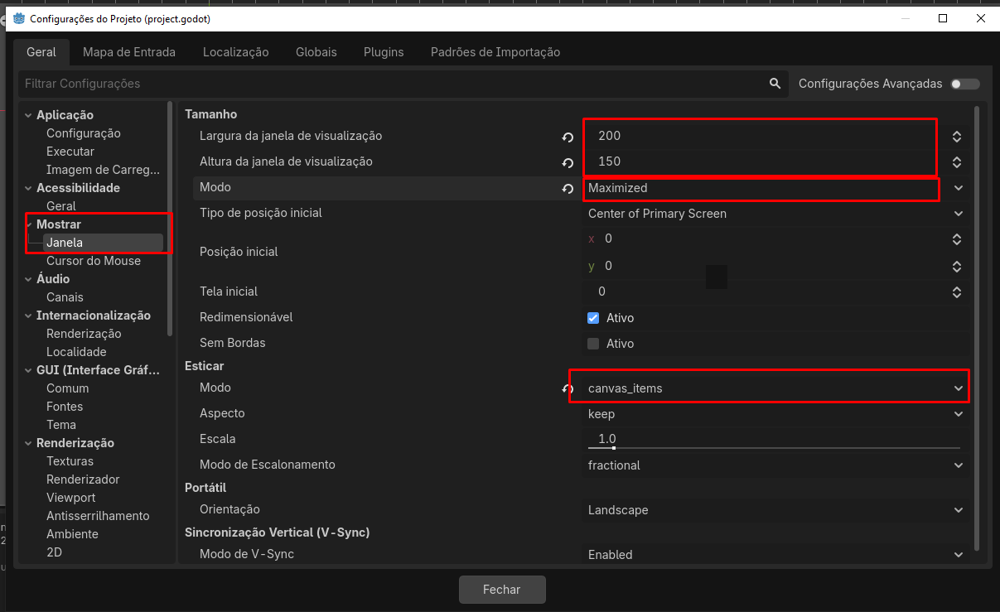 Configurações do Projeto (project.godot)
Geral Mapa de Entrada Localização Globais Plugins Padrões de Importação
Filtrar Configurações Configurações Avançadas
Aplicação
Configuração
Executar
Imagem de Carreg...
Acessibilidade
Geral
Mostrar
Janela
Cursor do Mouse
Áudio
Canais
Internacionalização
Renderização
Localidade
GUI (Interface Gráf...
Comum
Fontes
Tema
Renderização
Texturas
Renderizador
Viewport
Antisserrilhamento
Ambiente
2D
Tamanho
Largura da janela de visualização 200
Altura da janela de visualização 150
Modo Maximized
Tipo de posição inicial Center of Primary Screen
Posição inicial
x 0
y 0
Tela inicial 0
Redimensionável Ativo
Sem Bordas Ativo
Esticar
Modo canvas_items
Aspecto keep
Escala 1.0
Modo de Escalonamento fractional
Portátil
Orientação Landscape
Sincronização Vertical (V-Sync)
Modo de V-Sync Enabled
Fechar